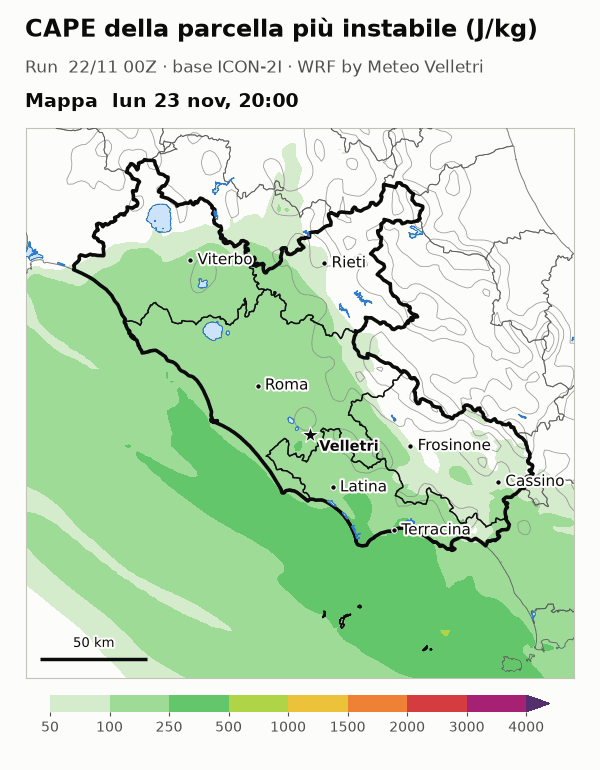 CAPE della parcella più instabile (J/kg)
Run 22/11 00Z · base ICON-2I · WRF by Meteo Velletri
Mappa lun 23 nov, 20:00
Viterbo
Rieti
Roma
Velletri
Frosinone
Cassino
Latina
Terracina
50 km
50 100 250 500 1000 1500 2000 3000 4000